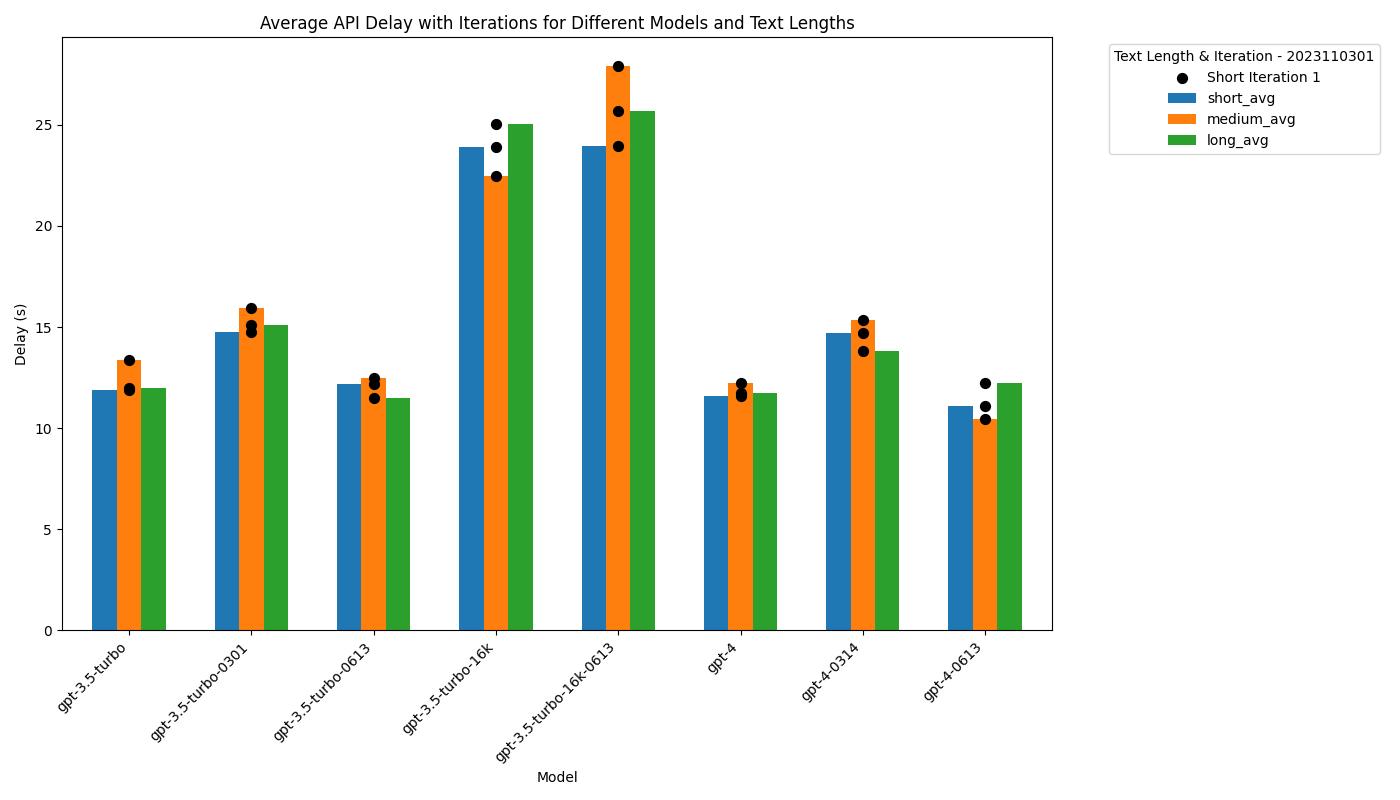 Average API Delay with Iterations for Different Models and Text Lengths
Text Length & Iteration - 2023110301
Short Iteration 1
short_avg
medium_avg
long_avg
Delay (s)
25
20
15
10
5
0
gpt-3.5-turbo
gpt-3.5-turbo-0301
gpt-3.5-turbo-0613
gpt-3.5-turbo-16k
gpt-3.5-turbo-16k-0613
gpt-4
gpt-4-0314
gpt-4-0613
Model